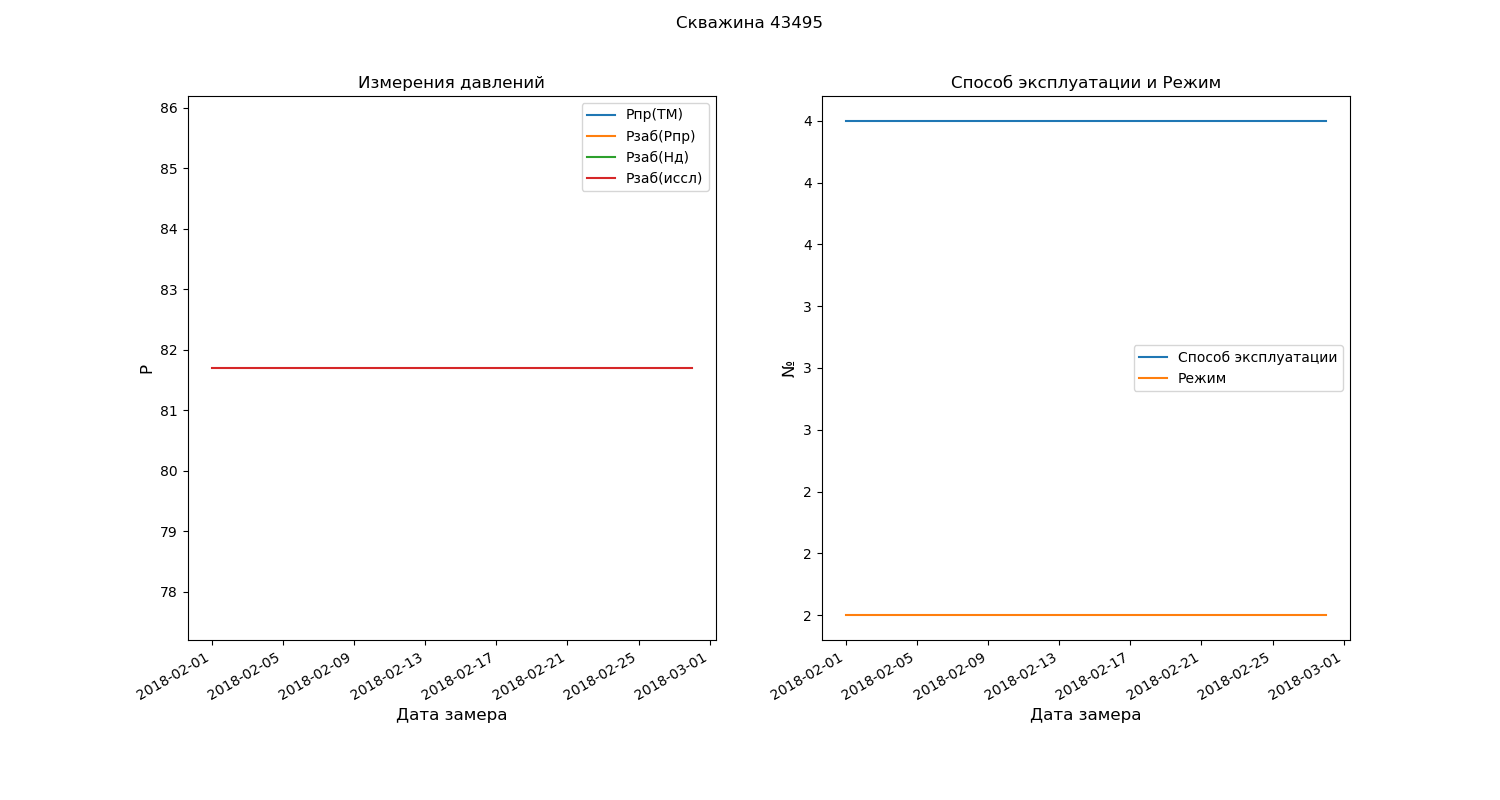 Скважина 43495
Измерения давлений
86
85
84
83
82
81
80
79
78
P
Pпр(ТМ)
Pзаб(Pпр)
Pзаб(Нд)
Pзаб(иссл)
2018-02-01
2018-02-05
2018-02-09
2018-02-13
2018-02-17
2018-02-21
2018-02-25
2018-03-01
Дата замера
Способ эксплуатации и Режим
4
4
4
3
3
3
2
2
2
№
Способ эксплуатации
Режим
2018-02-01
2018-02-05
2018-02-09
2018-02-13
2018-02-17
2018-02-21
2018-02-25
2018-03-01
Дата замера